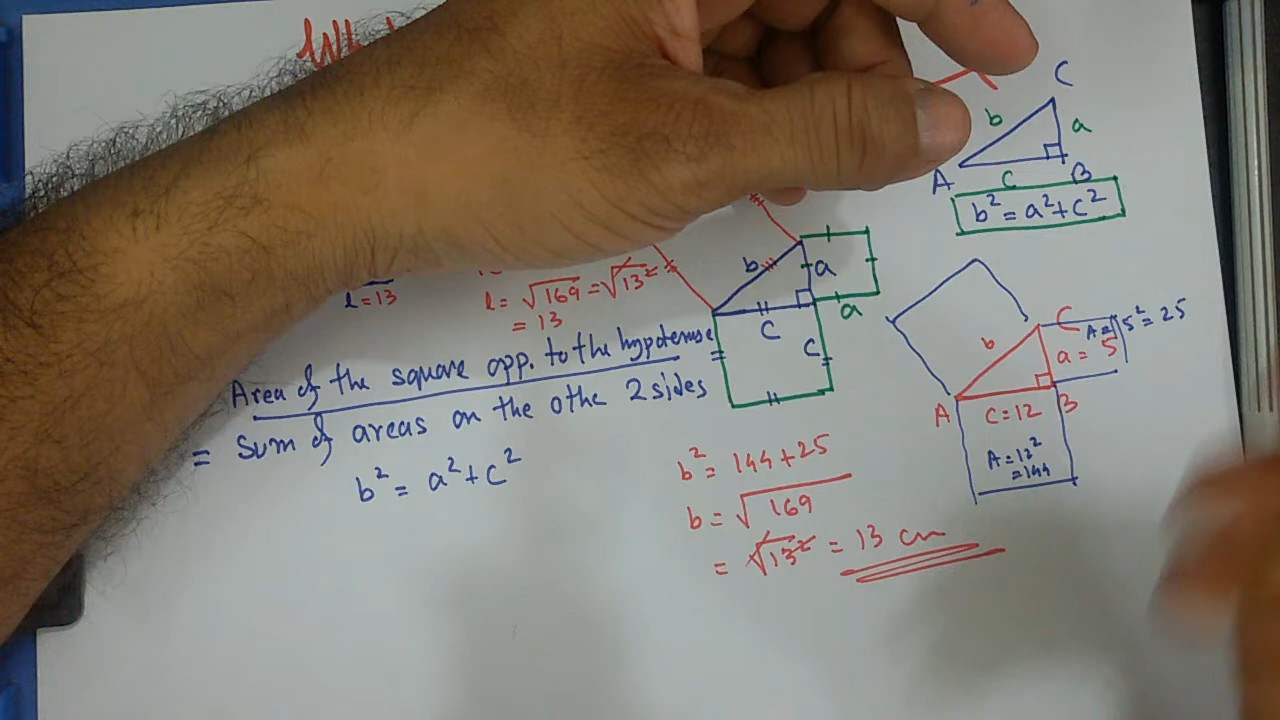 C
b
a
A
c
B
b² = a² + c²
l = 13
l = √169 = √13²
= 13
b
a
a
c
c
Area of the square opp. to the hypotenuse
= Sum of areas on the othe 2 sides
b² = a² + c²
C
A = 5² = 25
b
a = 5
A
C = 12
B
A = 12²
= 144
b² = 144 + 25
b = √169
= √13² = 13 cm